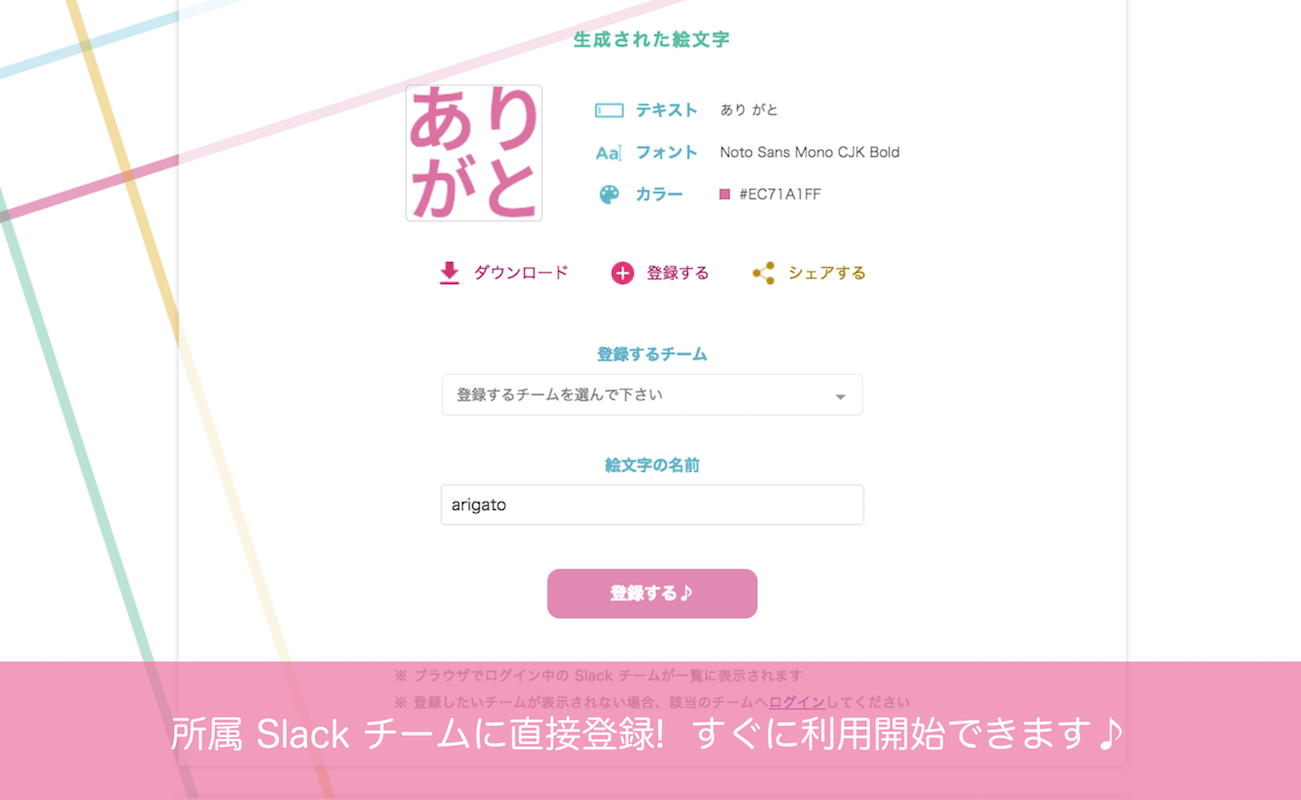 生成された絵文字
あり
がと
テキスト あり がと
Aa フォント Noto Sans Mono CJK Bold
カラー #EC71A1FF
ダウンロード 登録する シェアする
登録するチーム
登録するチームを選んで下さい
絵文字の名前
arigato
登録する♪
※ ブラウザでログイン中の Slack チームが一覧に表示されます
※ 登録したいチームが表示されない場合、該当のチームへログインしてください
所属 Slack チームに直接登録! すぐに利用開始できます♪